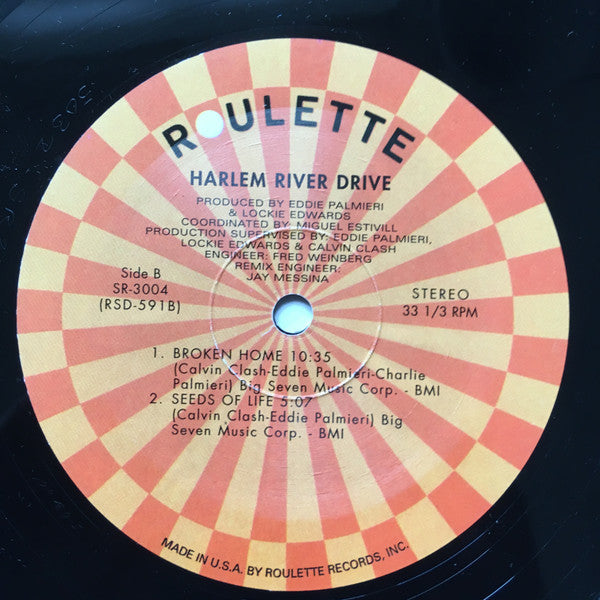 ROULETTE
HARLEM RIVER DRIVE
PRODUCED BY EDDIE PALMIERI
& LOCKIE EDWARDS
COORDINATED BY: MIGUEL ESTIVILL
PRODUCTION SUPERVISED BY: EDDIE PALMIERI,
LOCKIE EDWARDS & CALVIN CLASH
ENGINEER: FRED WEINBERG
REMIX ENGINEER:
JAY MESSINA
Side B
SR-3004
(RSD-591B)
STEREO
33 1/3 RPM
1. BROKEN HOME 10:35
(Calvin Clash-Eddie Palmieri-Charlie
Palmieri) Big Seven Music Corp. - BMI
2. SEEDS OF LIFE 5:07
(Calvin Clash-Eddie Palmieri) Big
Seven Music Corp. - BMI
MADE IN U.S.A. BY ROULETTE RECORDS, INC.